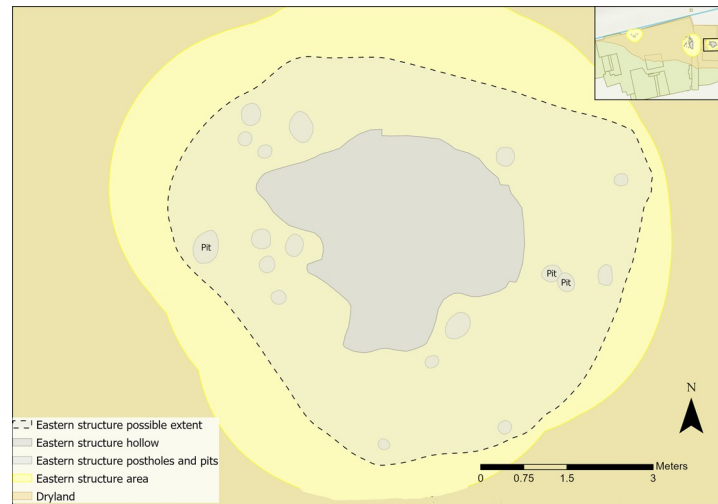 Pit
Pit
Pit
N
Eastern structure possible extent
Eastern structure hollow
Eastern structure postholes and pits
Eastern structure area
Dryland
0 0.75 1.5 3
Meters